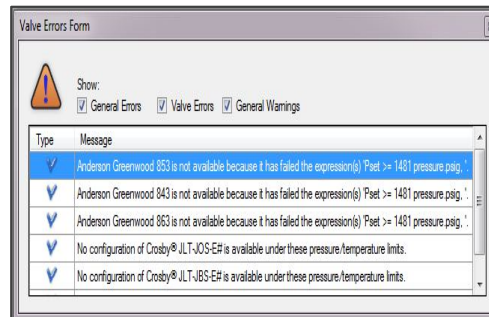 Valve Errors Form
Show:
General Errors Valve Errors General Warnings
Type Message
Anderson Greenwood 853 is not available because it has failed the expression(s) 'Pset >= 1481 pressure.psig, '.
Anderson Greenwood 843 is not available because it has failed the expression(s) 'Pset >= 1481 pressure.psig, '.
Anderson Greenwood 863 is not available because it has failed the expression(s) 'Pset >= 1481 pressure.psig, '.
No configuration of Crosby® JLT-JOS-E# is available under these pressure/temperature limits.
No configuration of Crosby® JLT-JBS-E# is available under these pressure/temperature limits.